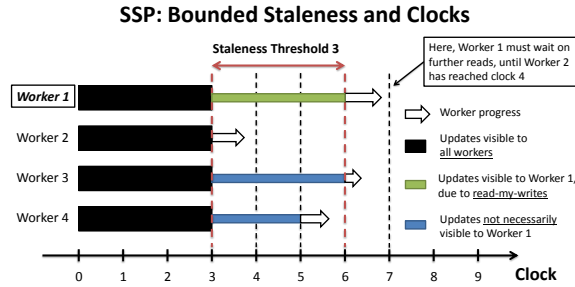 SSP: Bounded Staleness and Clocks
Staleness Threshold 3
Here, Worker 1 must wait on
further reads, until Worker 2
has reached clock 4
Worker 1
Worker 2
Worker 3
Worker 4
Worker progress
Updates visible to
all workers
Updates visible to Worker 1,
due to read-my-writes
Updates not necessarily
visible to Worker 1
0 1 2 3 4 5 6 7 8 9 Clock